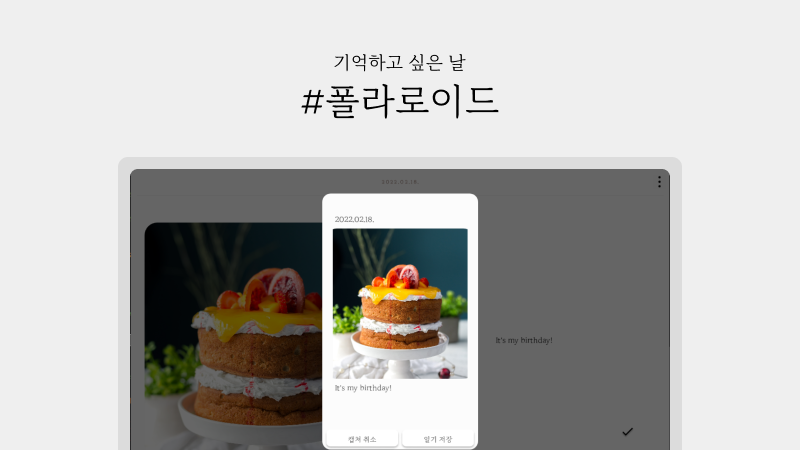 기억하고 싶은 날
#폴라로이드
2022.02.18.
2022.02.18.
It's my birthday!
It's my birthday!
캡처 취소
일기 저장